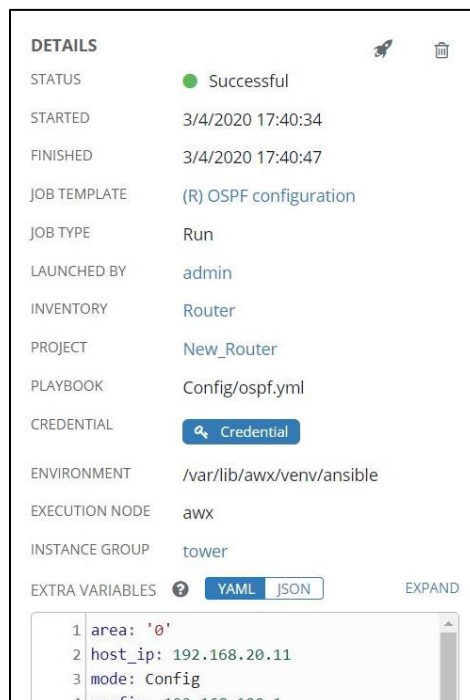 DETAILS
STATUS Successful
STARTED 3/4/2020 17:40:34
FINISHED 3/4/2020 17:40:47
JOB TEMPLATE (R) OSPF configuration
JOB TYPE Run
LAUNCHED BY admin
INVENTORY Router
PROJECT New_Router
PLAYBOOK Config/ospf.yml
CREDENTIAL Credential
ENVIRONMENT /var/lib/awx/venv/ansible
EXECUTION NODE awx
INSTANCE GROUP tower
EXTRA VARIABLES ? YAML JSON EXPAND
1 area: '0'
2 host_ip: 192.168.20.11
3 mode: Config